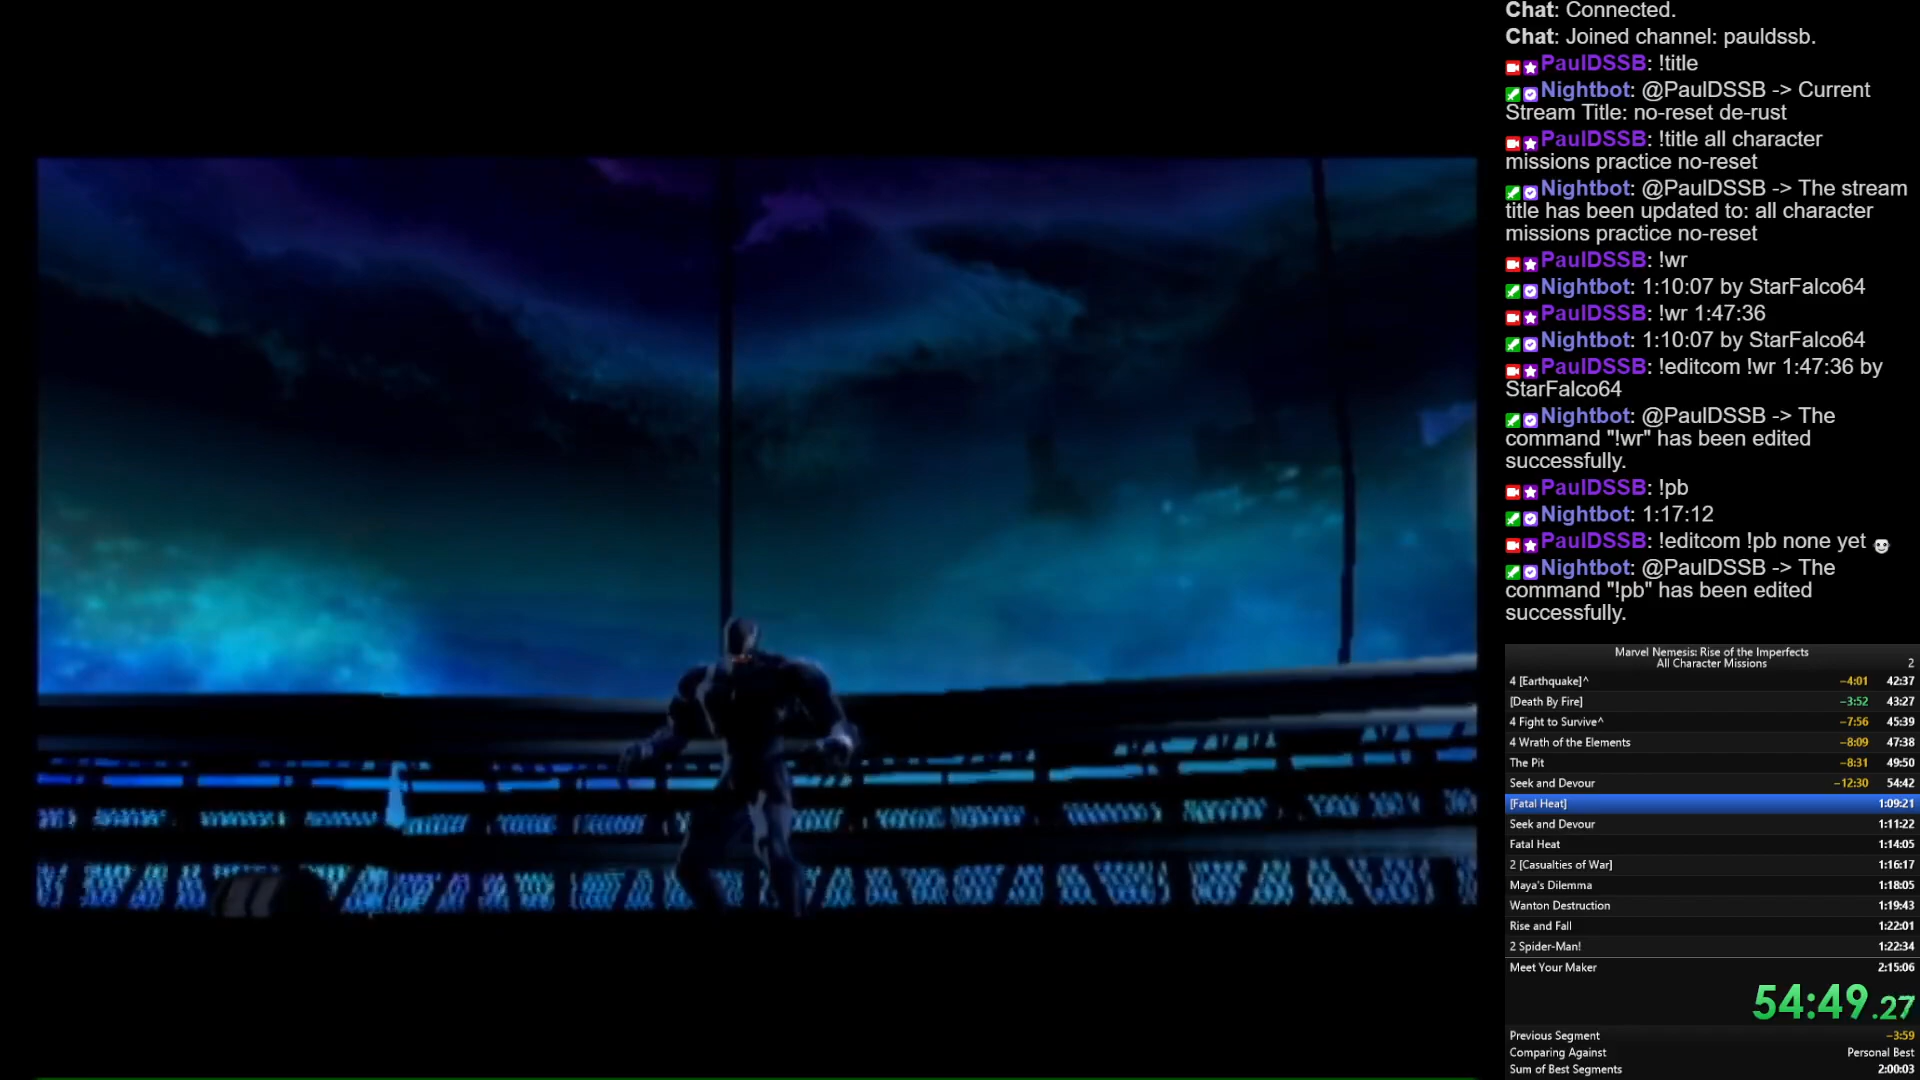 Chat: Connected.
Chat: Joined channel: pauldssb.
PaulDSSB: !title
Nightbot: @PaulDSSB -> Current
Stream Title: no-reset de-rust
PaulDSSB: !title all character
missions practice no-reset
Nightbot: @PaulDSSB -> The stream
title has been updated to: all character
missions practice no-reset
PaulDSSB: !wr
Nightbot: 1:10:07 by StarFalco64
PaulDSSB: !wr 1:47:36
Nightbot: 1:10:07 by StarFalco64
PaulDSSB: !editcom !wr 1:47:36 by
StarFalco64
Nightbot: @PaulDSSB -> The
command "!wr" has been edited
successfully.
PaulDSSB: !pb
Nightbot: 1:17:12
PaulDSSB: !editcom !pb none yet
Nightbot: @PaulDSSB -> The
command "!pb" has been edited
successfully.
Marvel Nemesis: Rise of the Imperfects
All Character Missions 2
4 [Earthquake]^ −4:01 42:37
[Death By Fire] −3:52 43:27
4 Fight to Survive^ −7:56 45:39
4 Wrath of the Elements −8:09 47:38
The Pit −8:31 49:50
Seek and Devour −12:30 54:42
[Fatal Heat] 1:09:21
Seek and Devour 1:11:22
Fatal Heat 1:14:05
2 [Casualties of War] 1:16:17
Maya's Dilemma 1:18:05
Wanton Destruction 1:19:43
Rise and Fall 1:22:01
2 Spider-Man! 1:22:34
Meet Your Maker 2:15:06
54:49.27
Previous Segment −3:59
Comparing Against Personal Best
Sum of Best Segments 2:00:03